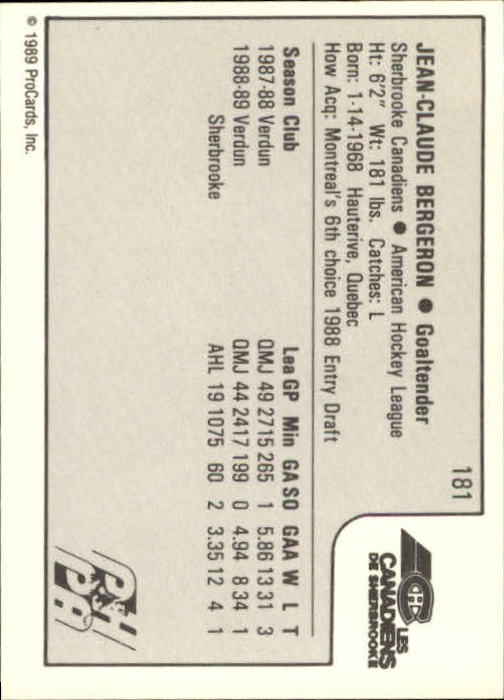 181
LES
CANADIENS
DE SHERBROOKE
JEAN-CLAUDE BERGERON ● Goaltender
Sherbrooke Canadiens ● American Hockey League
Ht: 6'2" Wt: 181 lbs. Catches: L
Born: 1-14-1968 Hauterive, Quebec
How Acq: Montreal's 6th choice 1988 Entry Draft
Season Club Lea GP Min GA SO GAA W L T
1987-88 Verdun QMJ 49 2715 265 1 5.86 13 31 3
1988-89 Verdun QMJ 44 2417 199 0 4.94 8 34 1
Sherbrooke AHL 19 1075 60 2 3.35 12 4 1
© 1989 ProCards, Inc.